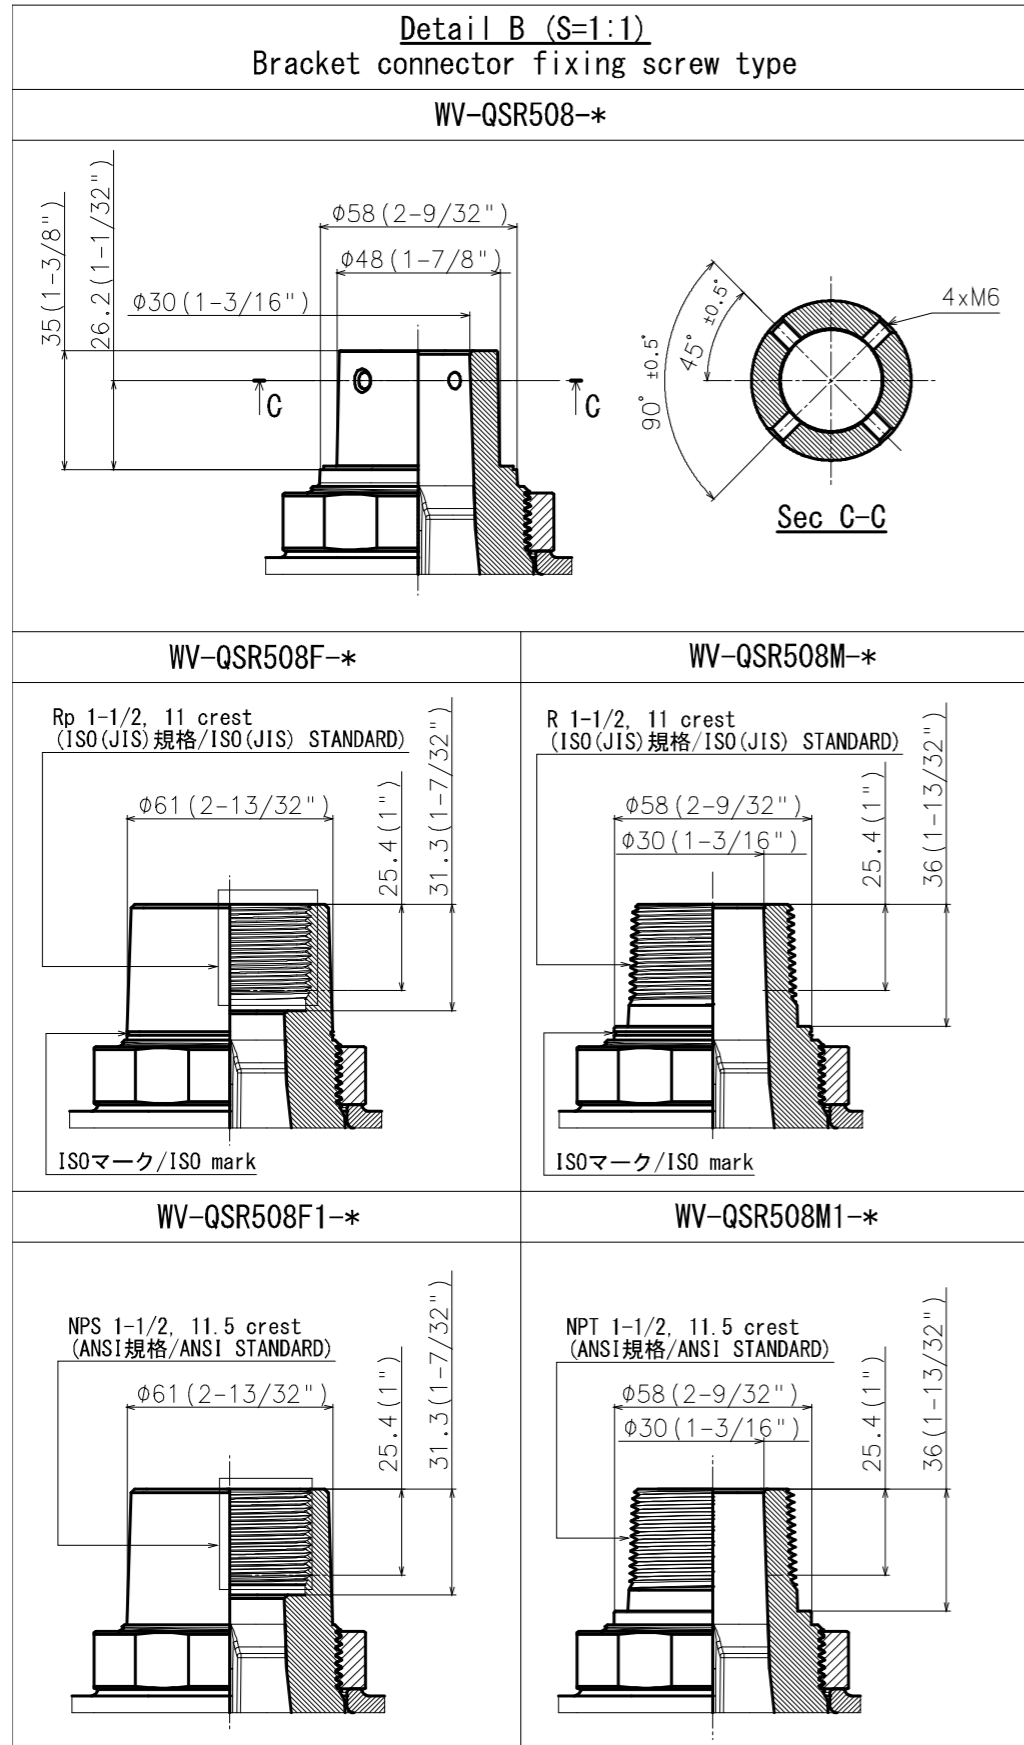 Detail B (S=1:1)
Bracket connector fixing screw type
WV-QSR508-*
35(1-3/8")
26.2(1-1/32")
φ58(2-9/32")
φ48(1-7/8")
φ30(1-3/16")
C
C
90° ±0.5°
45° ±0.5°
4xM6
Sec C-C
WV-QSR508F-*
Rp 1-1/2, 11 crest
(ISO(JIS)規格/ISO(JIS) STANDARD)
φ61(2-13/32")
25.4(1")
31.3(1-7/32")
ISOマーク/ISO mark
WV-QSR508M-*
R 1-1/2, 11 crest
(ISO(JIS)規格/ISO(JIS) STANDARD)
φ58(2-9/32")
φ30(1-3/16")
25.4(1")
36(1-13/32")
ISOマーク/ISO mark
WV-QSR508F1-*
NPS 1-1/2, 11.5 crest
(ANSI規格/ANSI STANDARD)
φ61(2-13/32")
25.4(1")
31.3(1-7/32")
WV-QSR508M1-*
NPT 1-1/2, 11.5 crest
(ANSI規格/ANSI STANDARD)
φ58(2-9/32")
φ30(1-3/16")
25.4(1")
36(1-13/32")